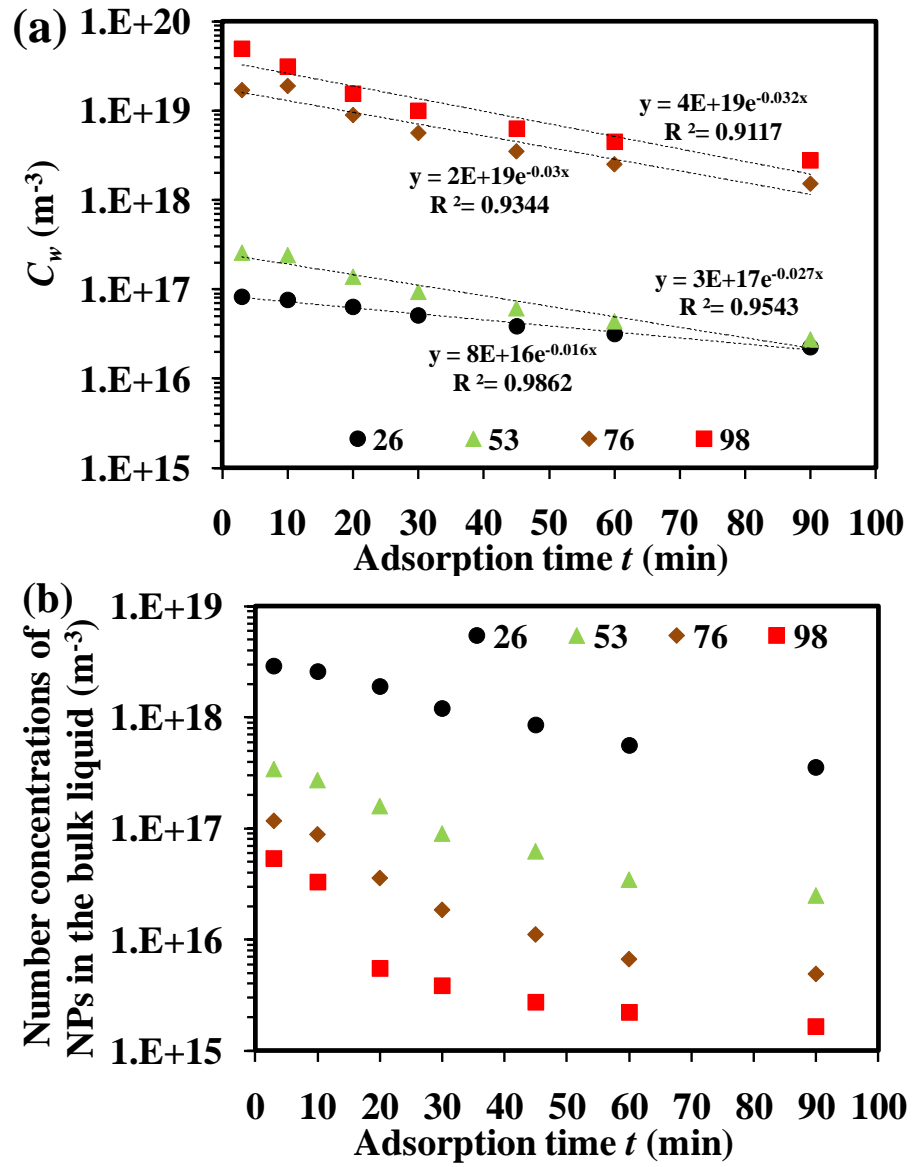 (a)
1.E+20
1.E+19
1.E+18
1.E+17
1.E+16
1.E+15
C_w (m⁻³)
y = 4E+19e^-0.032x
R ²= 0.9117
y = 2E+19e^-0.03x
R ²= 0.9344
y = 3E+17e^-0.027x
R ²= 0.9543
y = 8E+16e^-0.016x
R ²= 0.9862
26 53 76 98
0 10 20 30 40 50 60 70 80 90 100
Adsorption time t (min)
(b)
1.E+19
1.E+18
1.E+17
1.E+16
1.E+15
Number concentrations of
NPs in the bulk liquid (m⁻³)
26 53 76 98
0 10 20 30 40 50 60 70 80 90 100
Adsorption time t (min)